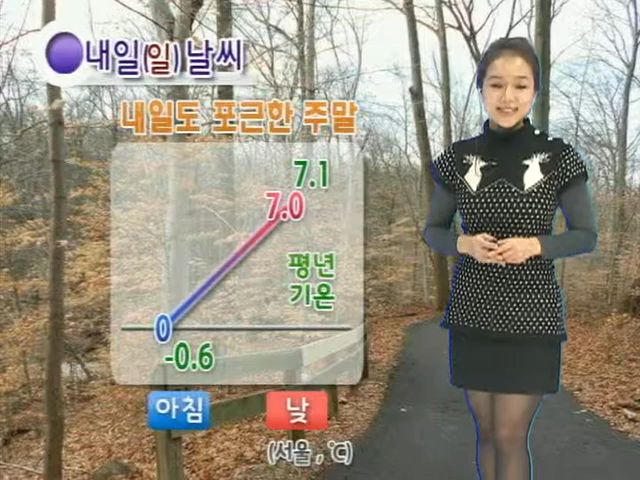 내일(일)날씨
내일도 포근한 주말
7.1
7.0
평년
기온
0
-0.6
아침 낮
(서울, ℃)